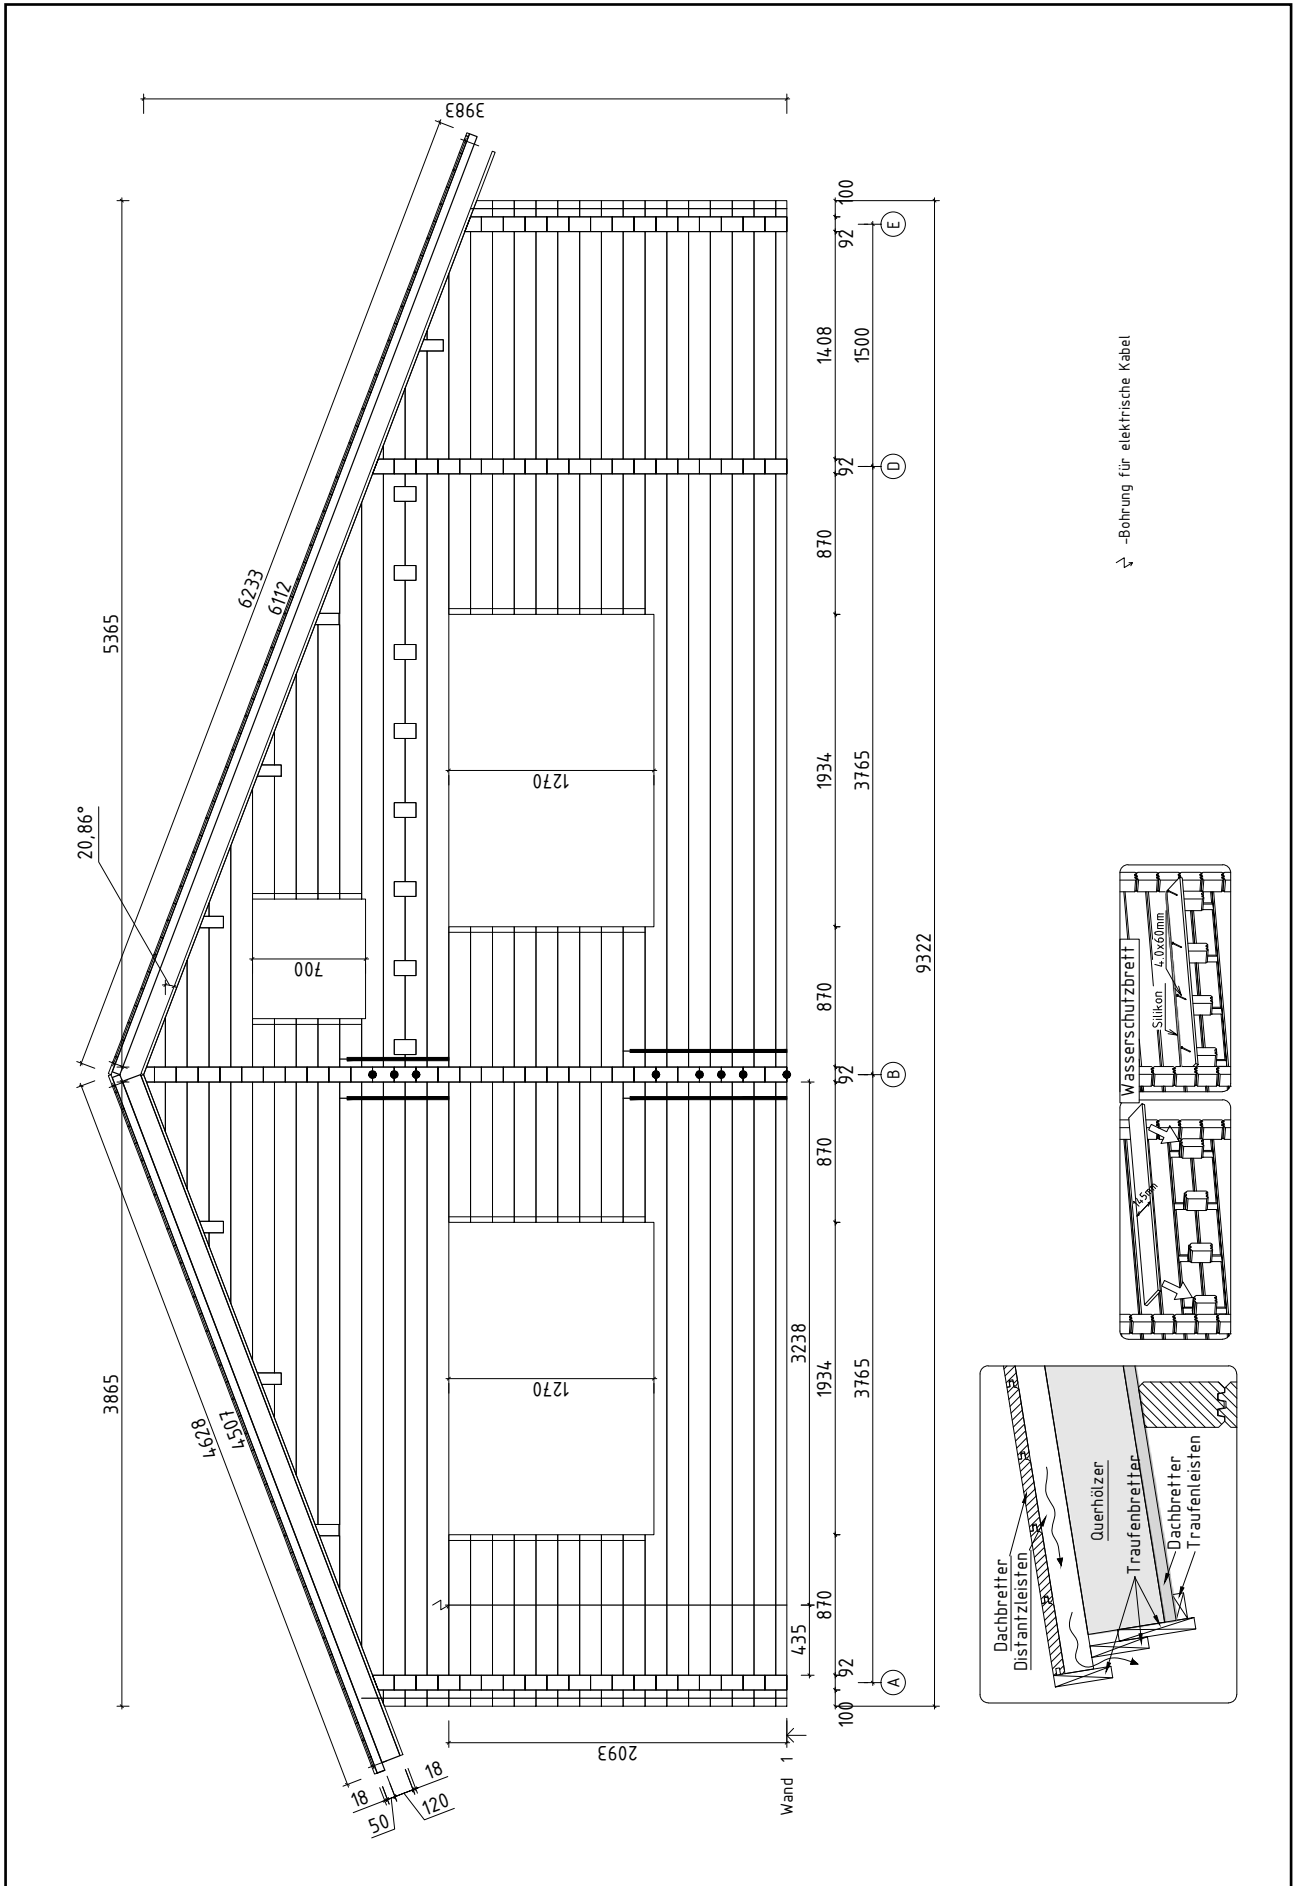 3983
5365
3865
20,86°
6233
6112
4628
4507
18
50
120
18
700
1270
1270
2093
Wand 1
100
92
870
1934
870
92
870
1934
870
92
1408
92
100
435
3238
3765
3765
1500
9322
A
B
D
E
-Bohrung für elektrische Kabel
Wasserschutzbrett
145mm
Silikon
4.0x60mm
Dachbretter
Distantzleisten
Querhölzer
Traufenbretter
Dachbretter
Traufenleisten